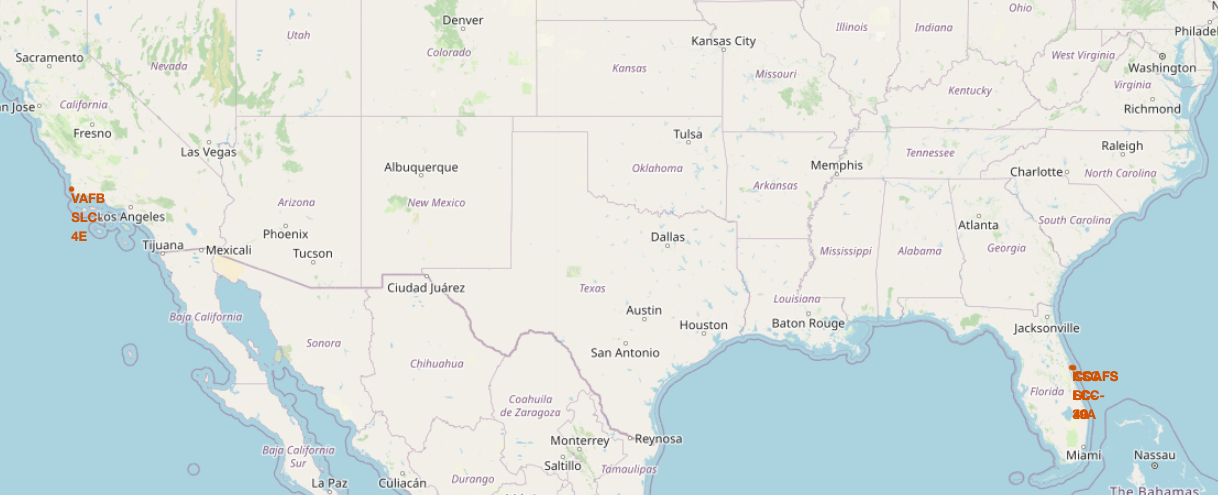 Denver
Utah
Colorado
Sacramento
Nevada
Kansas City
Kansas
Missouri
Illinois
Indiana
Ohio
West Virginia
Philadel
Washington
Virginia
Richmond
Kentucky
n Jose
California
Fresno
Las Vegas
Tulsa
Raleigh
Albuquerque
Oklahoma
Memphis
Tennessee
Charlotte
North Carolina
Arkansas
VAFB
SLC-
4E
Los Angeles
Arizona
New Mexico
Phoenix
Tijuana
Mexicali
Tucson
Dallas
Mississippi
Alabama
Atlanta
Georgia
South Carolina
Ciudad Juárez
Texas
Louisiana
Baja California
Austin
Houston
Baton Rouge
Jacksonville
Sonora
San Antonio
Chihuahua
Florida
Coahuila
de Zaragoza
Monterrey
Reynosa
Saltillo
Tamaulipas
Miami
Nassau
Baja California
Sur
La Paz
Culiacán
Durango
The Bahamas